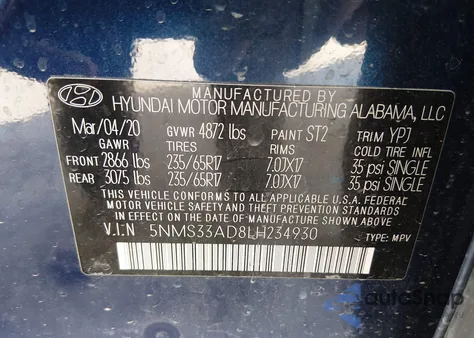 MANUFACTURED BY
HYUNDAI MOTOR MANUFACTURING ALABAMA, LLC
Mar/04/20 GVWR 4872 lbs PAINT ST2 TRIM YPJ
GAWR TIRES RIMS COLD TIRE INFL
FRONT 2866 lbs 235/65R17 7.0JX17 35 psi SINGLE
REAR 3075 lbs 235/65R17 7.0JX17 35 psi SINGLE
THIS VEHICLE CONFORMS TO ALL APPLICABLE U.S.A. FEDERAL
MOTOR VEHICLE SAFETY AND THEFT PREVENTION STANDARDS
IN EFFECT ON THE DATE OF MANUFACTURE SHOWN ABOVE.
V.I.N 5NMS33AD8LH234930 TYPE: MPV
autoSnap